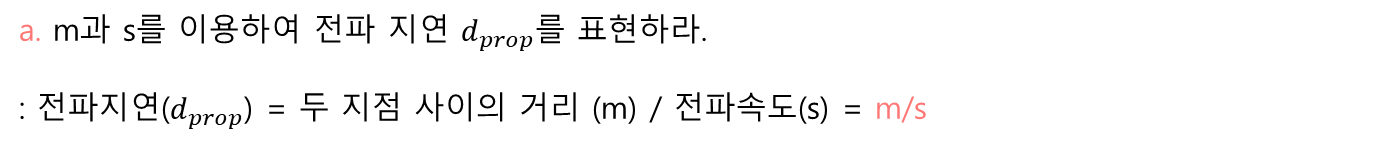 a. m과 s를 이용하여 전파 지연 d_prop를 표현하라.
: 전파지연(d_prop) = 두 지점 사이의 거리 (m) / 전파속도(s) = m/s